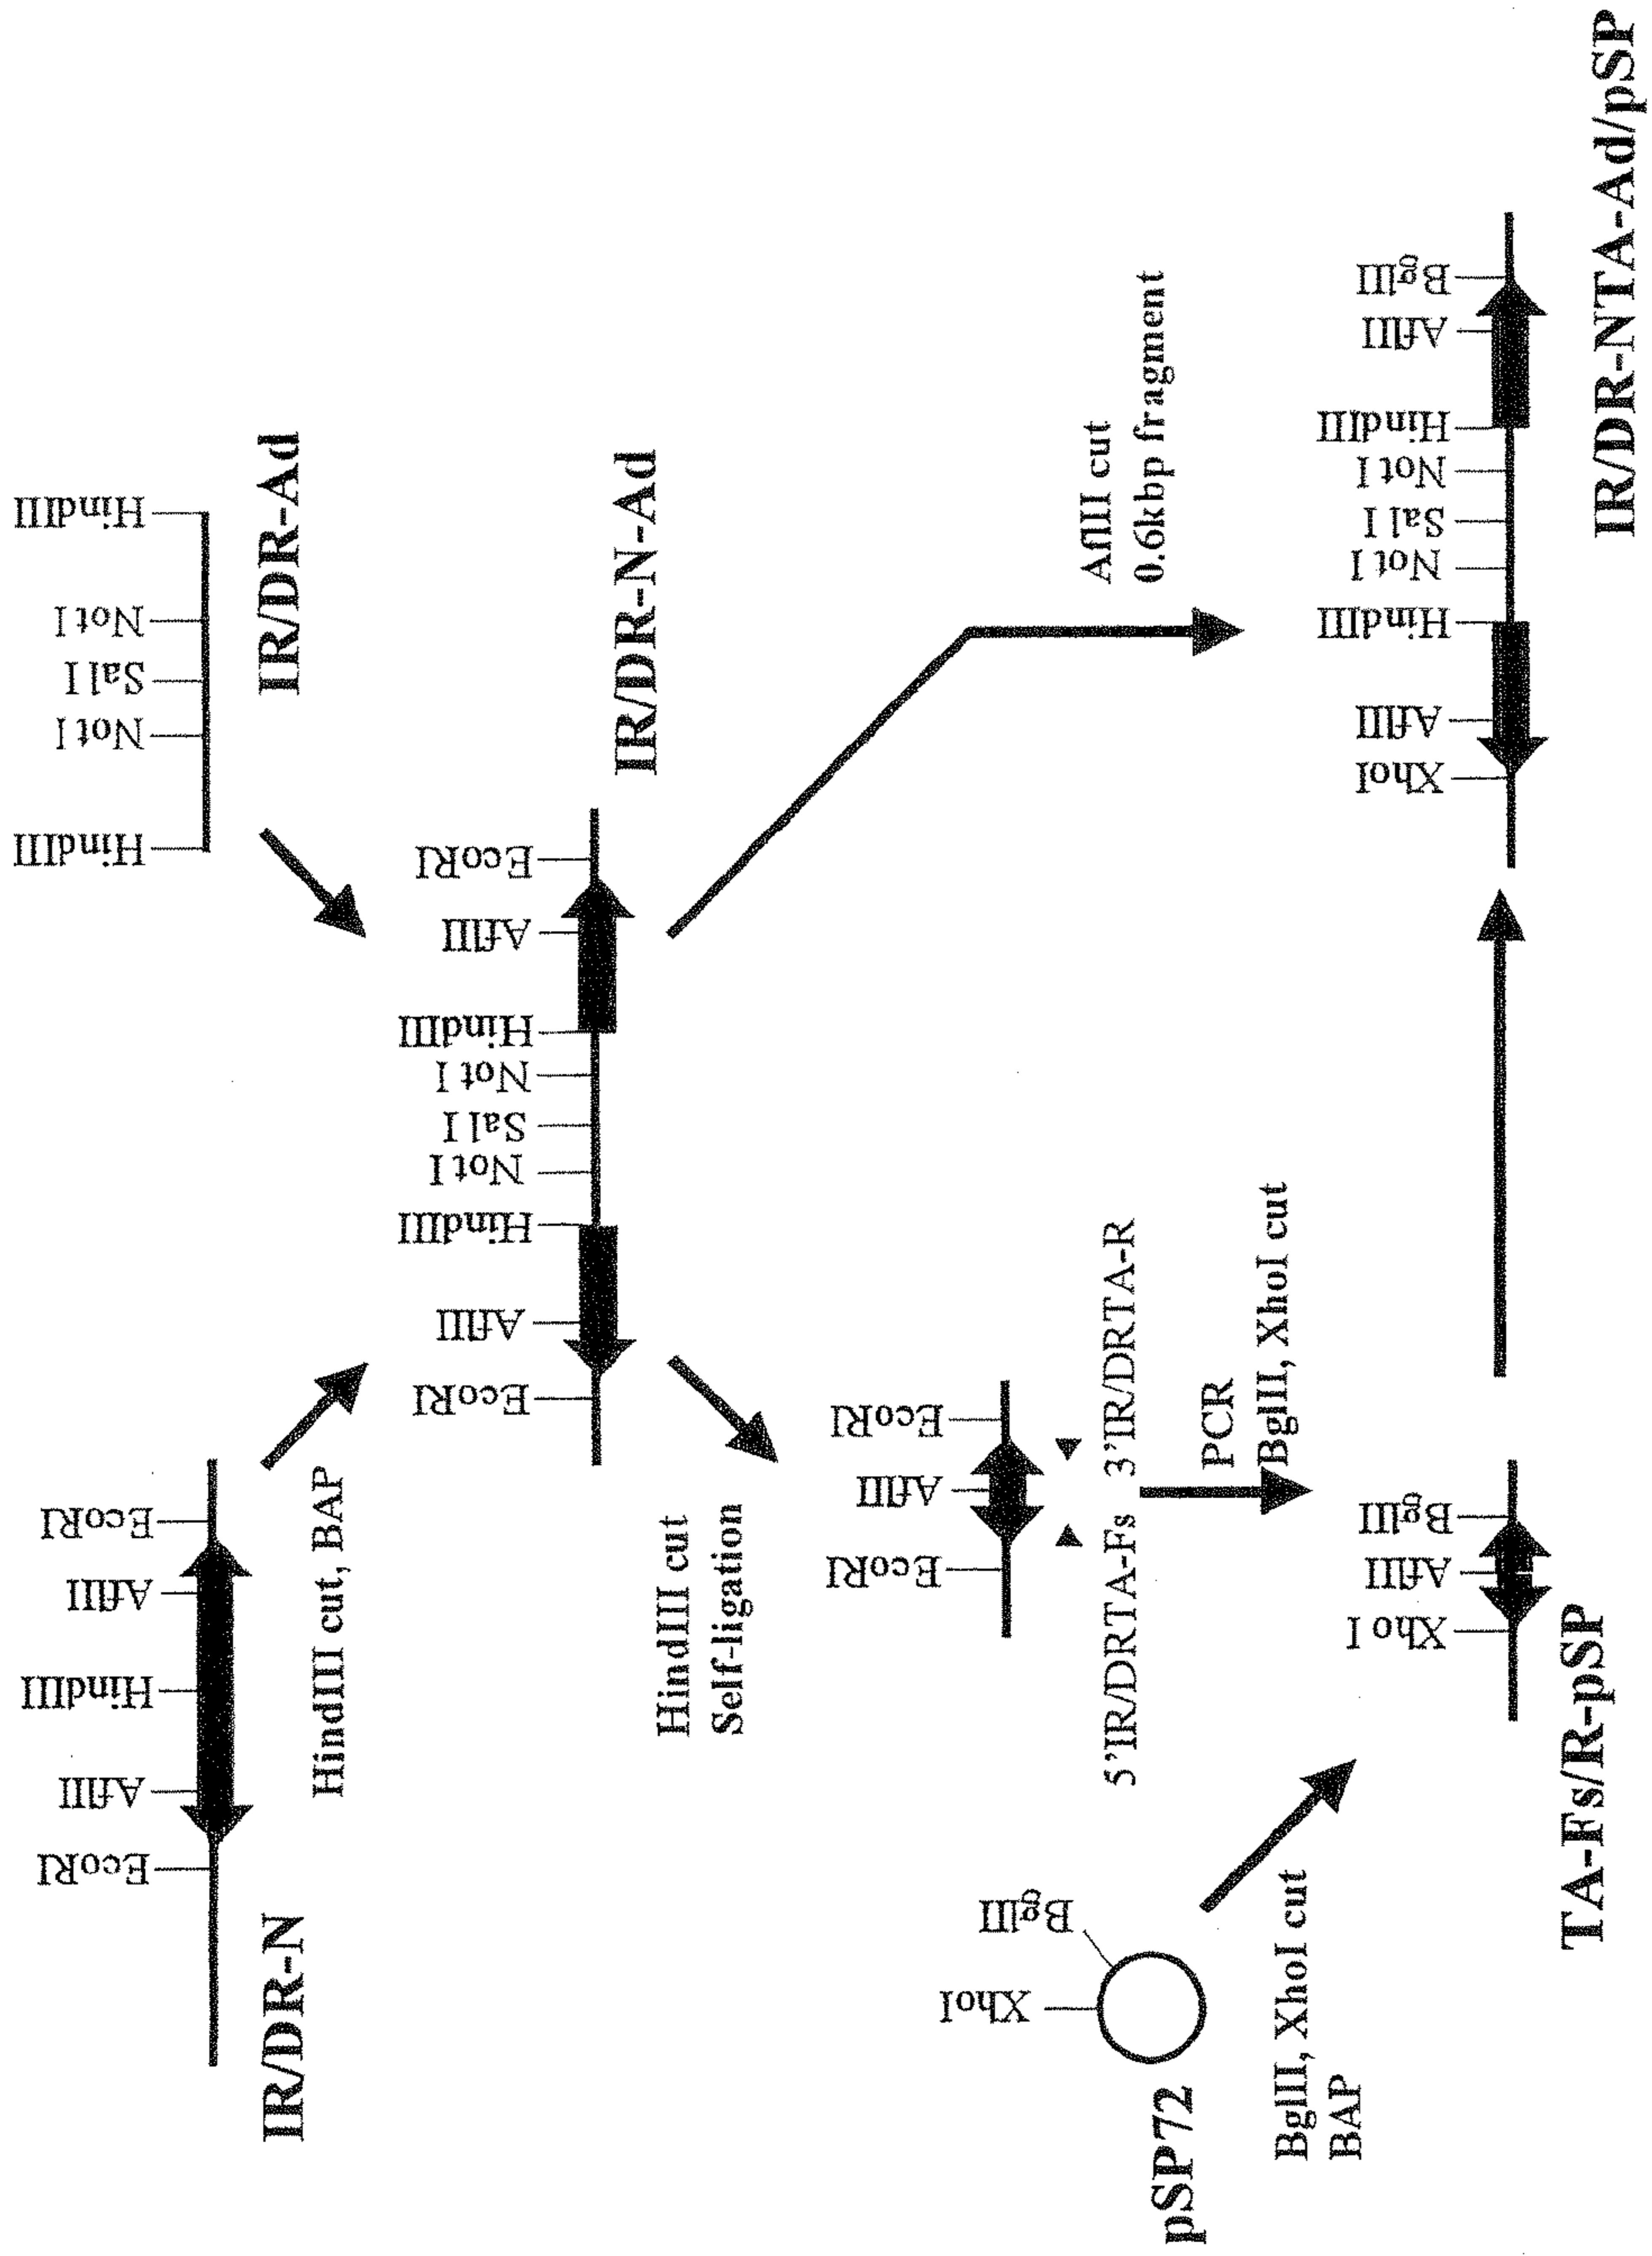 EcoRI
AflII
HindIII
AflII
EcoRI
IR/DR-N
HindIII cut, BAP
HindIII
Not I
Sal I
Not I
HindIII
IR/DR-Ad
EcoRI
AflII
HindIII
Not I
Sal I
Not I
HindIII
AflII
EcoRI
IR/DR-N-Ad
HindIII cut
Self-ligation
EcoRI
AflII
EcoRI
5'IR/DRTA-Fs
3'IR/DRTA-R
PCR
BglII, XhoI cut
AflII cut
0.6kbp fragment
XhoI
BglII
pSP72
BglII, XhoI cut
BAP
Xho I
AflII
BglII
TA-Fs/R-pSP
XhoI
AflII
HindIII
Not I
Sal I
Not I
HindIII
AflII
BglII
IR/DR-NTA-Ad/pSP